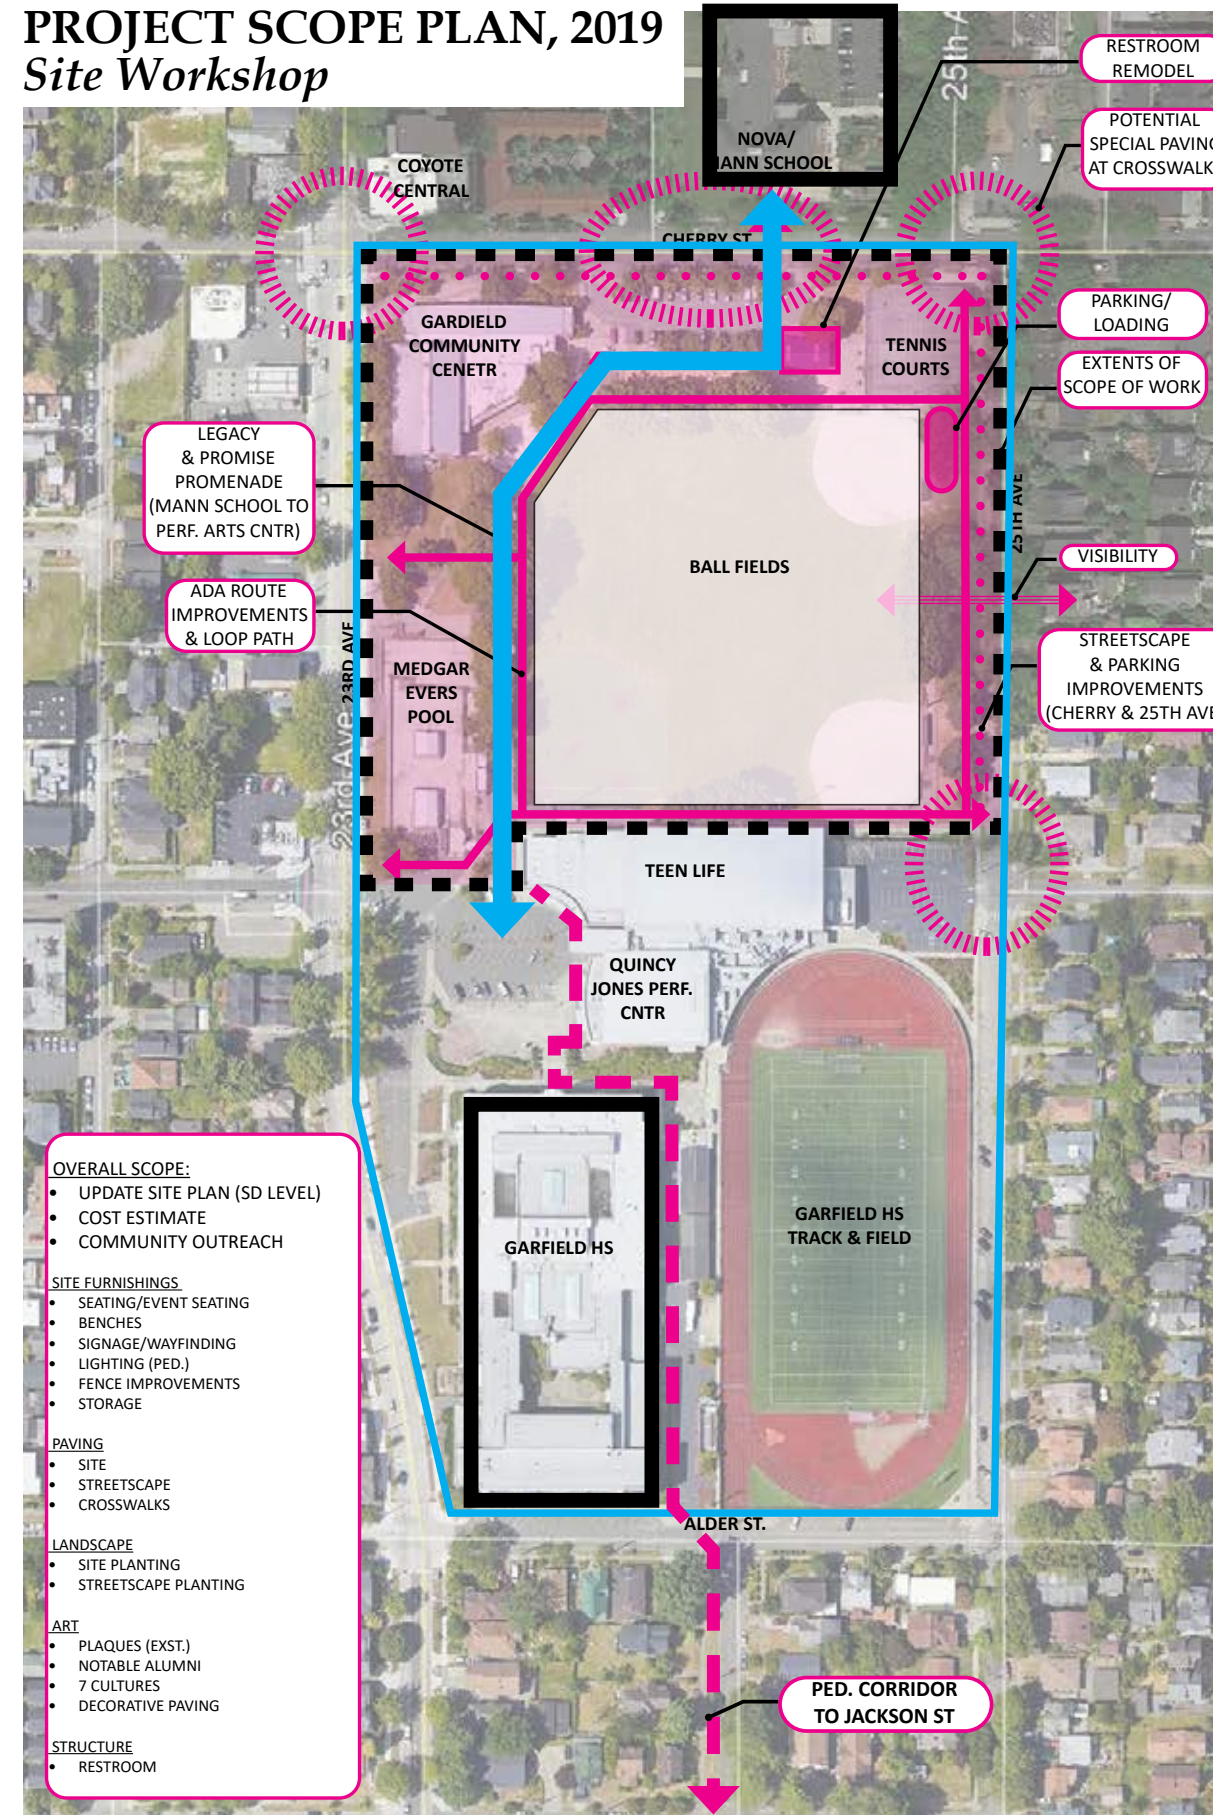 PROJECT SCOPE PLAN, 2019
Site Workshop
25th A
RESTROOM
REMODEL
POTENTIAL
SPECIAL PAVING
AT CROSSWALK
NOVA/
MANN SCHOOL
COYOTE
CENTRAL
CHERRY ST.
PARKING/
LOADING
GARDIELD
COMMUNITY
CENETR
TENNIS
COURTS
EXTENTS OF
SCOPE OF WORK
LEGACY
& PROMISE
PROMENADE
(MANN SCHOOL TO
PERF. ARTS CNTR)
25TH AVE
BALL FIELDS
VISIBILITY
ADA ROUTE
IMPROVEMENTS
& LOOP PATH
23RD AVE
23rd Ave
MEDGAR
EVERS
POOL
STREETSCAPE
& PARKING
IMPROVEMENTS
(CHERRY & 25TH AVE
TEEN LIFE
QUINCY
JONES PERF.
CNTR
GARFIELD HS
GARFIELD HS
TRACK & FIELD
ALDER ST.
PED. CORRIDOR
TO JACKSON ST
OVERALL SCOPE:
• UPDATE SITE PLAN (SD LEVEL)
• COST ESTIMATE
• COMMUNITY OUTREACH
SITE FURNISHINGS
• SEATING/EVENT SEATING
• BENCHES
• SIGNAGE/WAYFINDING
• LIGHTING (PED.)
• FENCE IMPROVEMENTS
• STORAGE
PAVING
• SITE
• STREETSCAPE
• CROSSWALKS
LANDSCAPE
• SITE PLANTING
• STREETSCAPE PLANTING
ART
• PLAQUES (EXST.)
• NOTABLE ALUMNI
• 7 CULTURES
• DECORATIVE PAVING
STRUCTURE
• RESTROOM